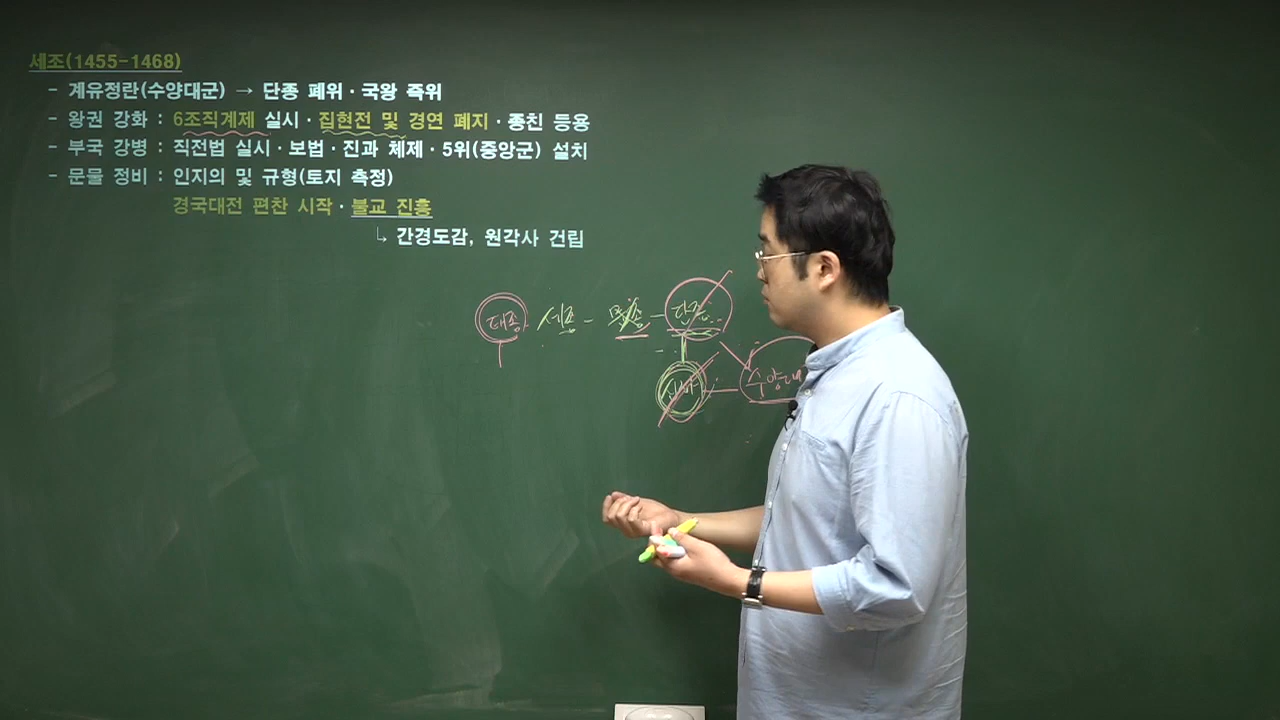 세조(1455-1468)
- 계유정란(수양대군) → 단종 폐위·국왕 즉위
- 왕권 강화 : 6조직계제 실시·집현전 및 경연 폐지·종친 등용
- 부국 강병 : 직전법 실시·보법·진과 체제·5위(중앙군) 설치
- 문물 정비 : 인지의 및 규형(토지 측정)
경국대전 편찬 시작·불교 진흥
↳ 간경도감, 원각사 건립
태종 세종 - 문종 - 단종
수양대